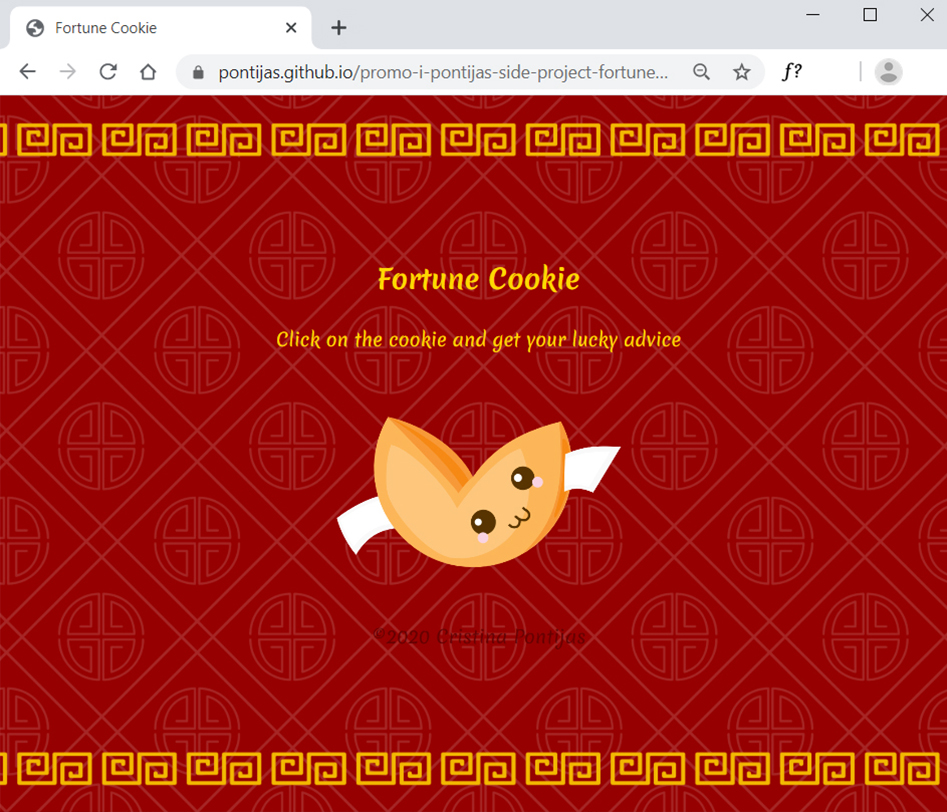 Fortune Cookie
pontijas.github.io/promo-i-pontijas-side-project-fortune...
f?
Fortune Cookie
Click on the cookie and get your lucky advice
©2020 Cristina Pontijas